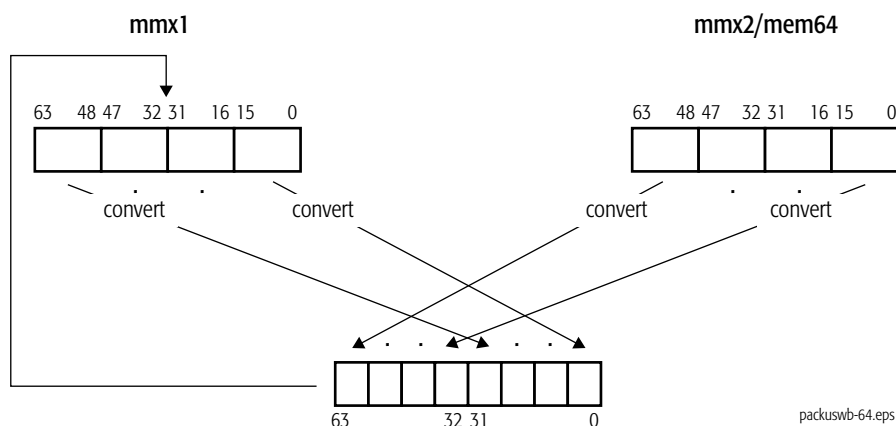 mmx1 mmx2/mem64
63 48 47 32 31 16 15 0 63 48 47 32 31 16 15 0
. . . .
convert convert convert convert
. . . .
63 32 31 0
packuswb-64.eps